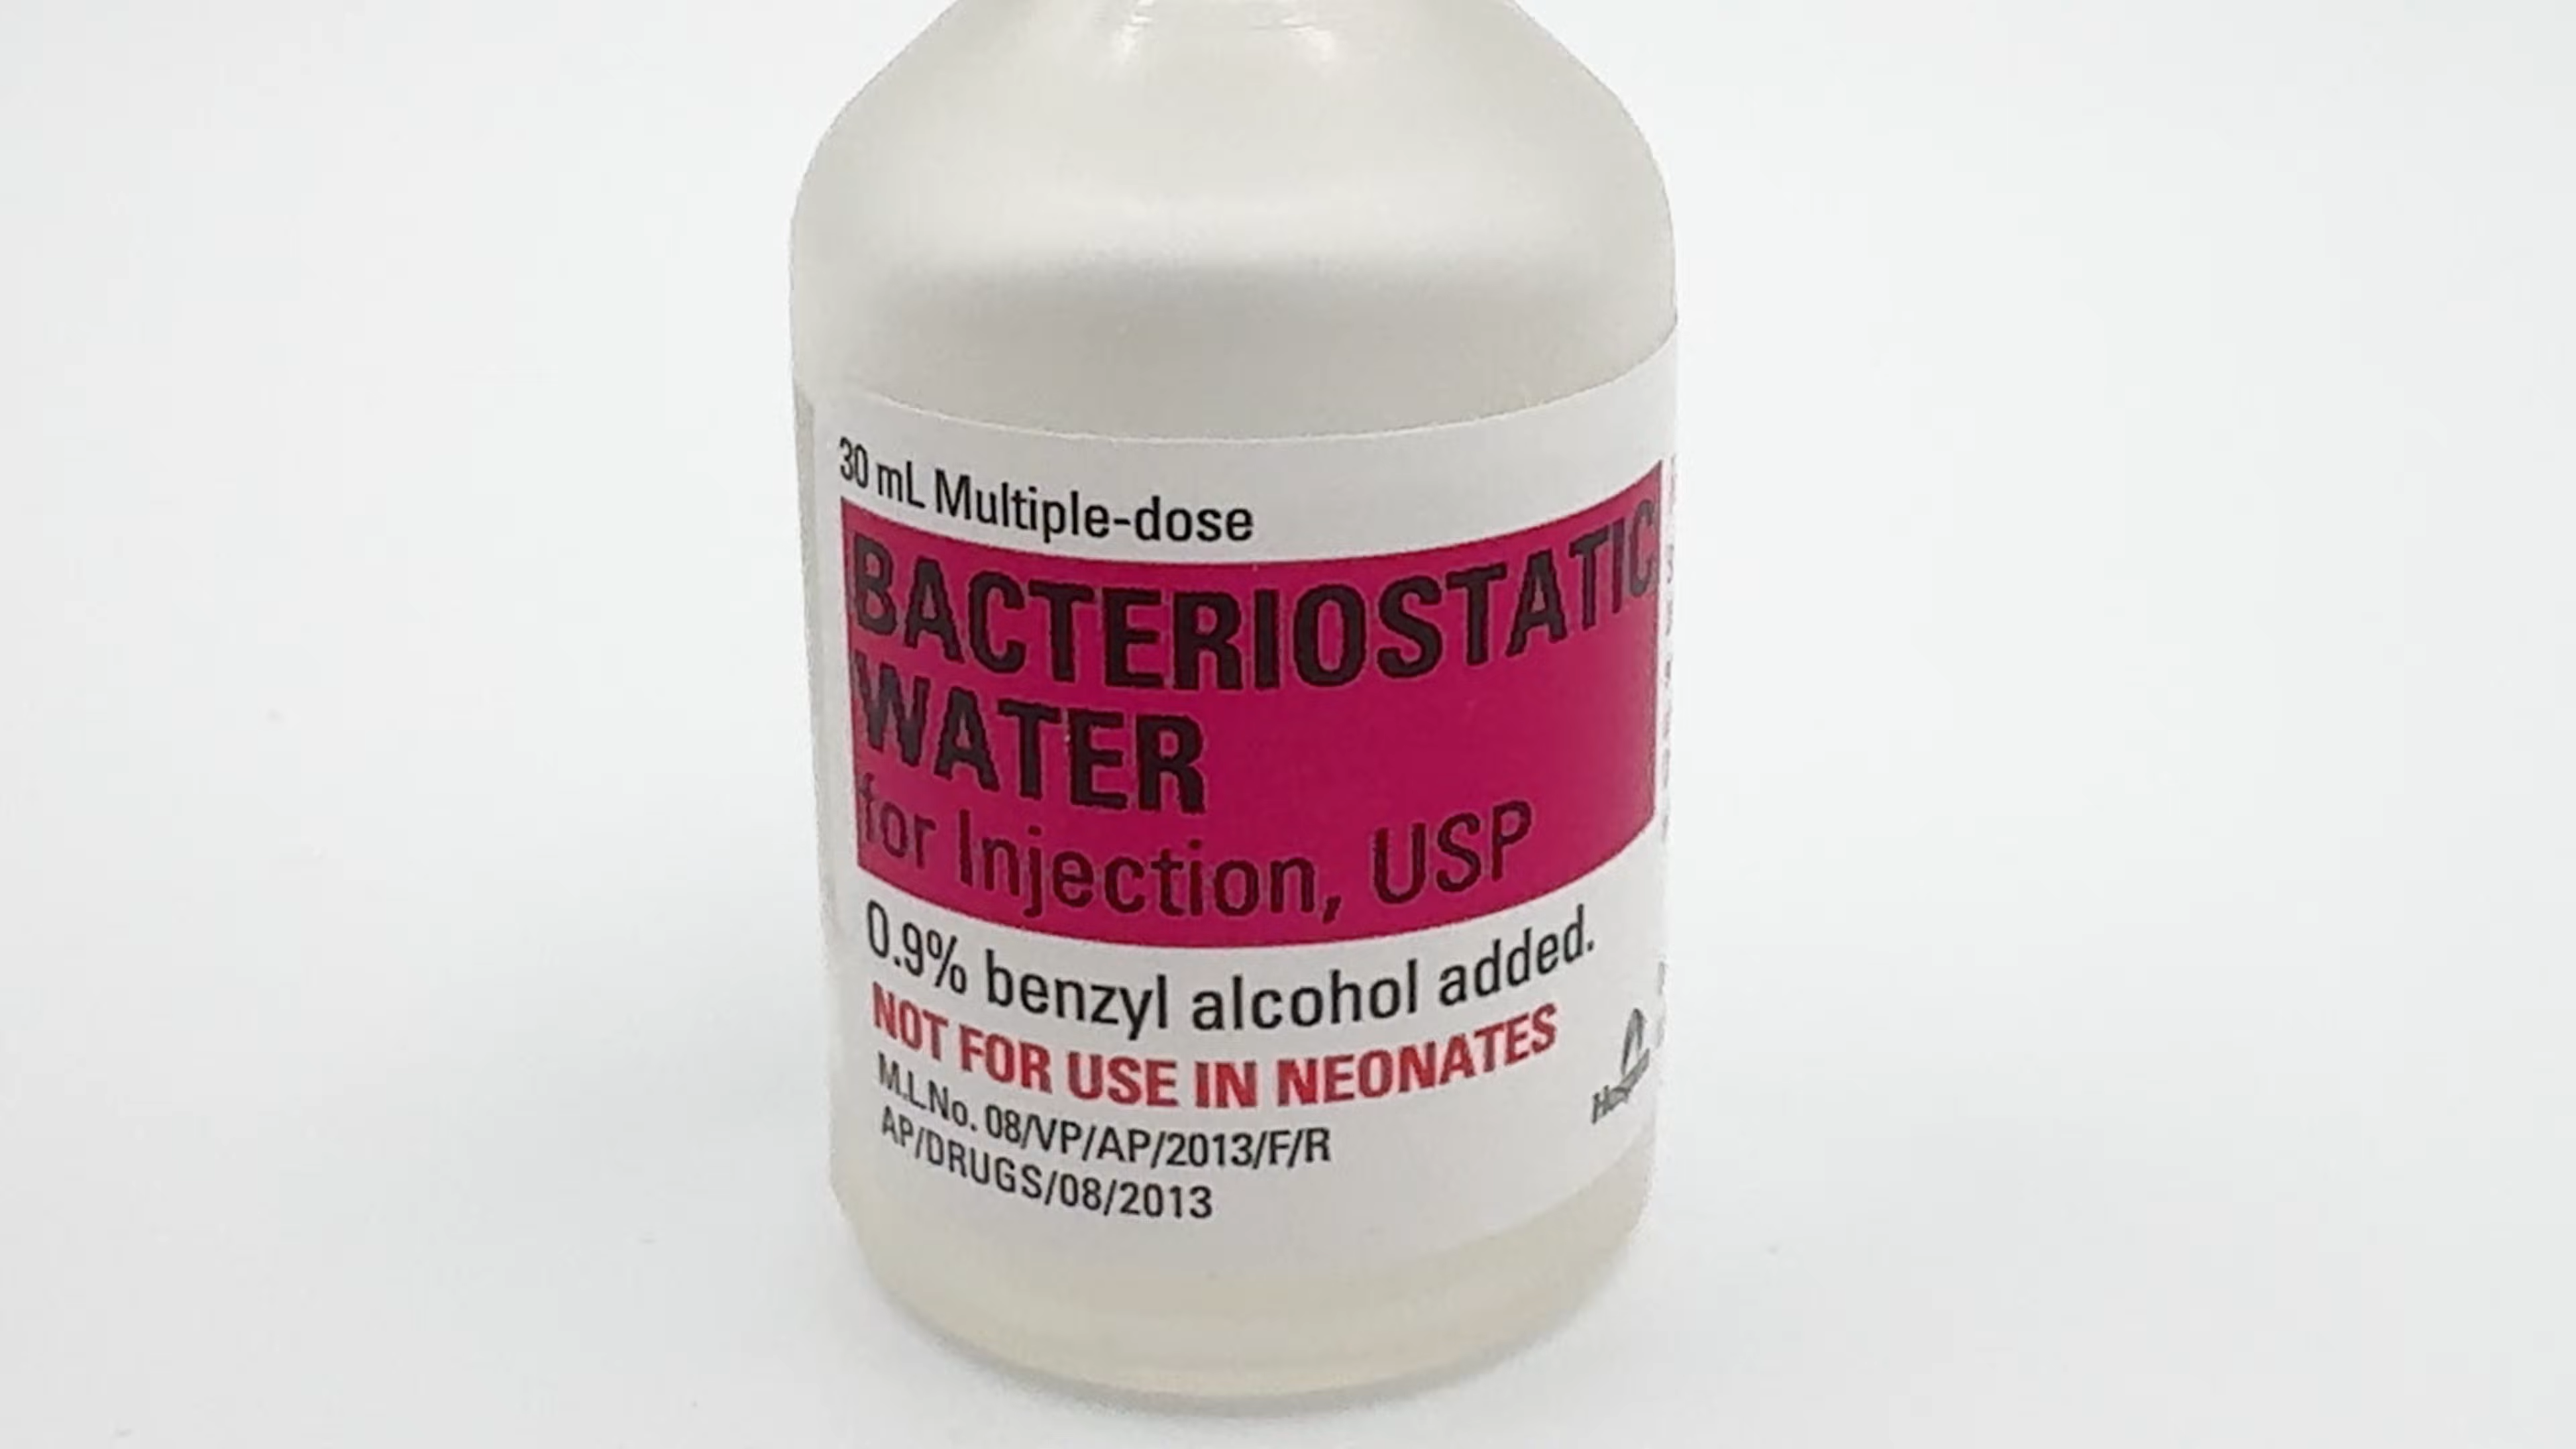 30 mL Multiple-dose
BACTERIOSTATIC
WATER
for Injection, USP
0.9% benzyl alcohol added.
NOT FOR USE IN NEONATES
M.L.No. 08/VP/AP/2013/F/R
AP/DRUGS/08/2013